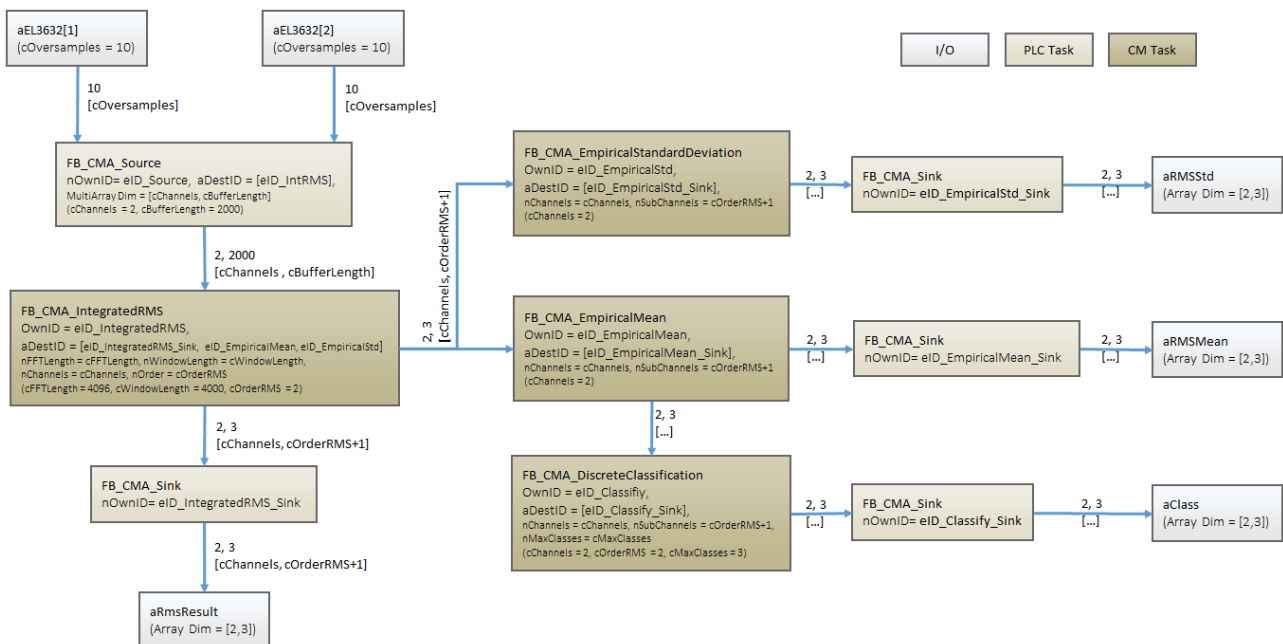 aEL3632[1]
(cOversamples = 10)
aEL3632[2]
(cOversamples = 10)
I/O
PLC Task
CM Task
10
[cOversamples]
10
[cOversamples]
FB_CMA_Source
nOwnID= eID_Source, aDestID = [eID_IntRMS],
MultiArray Dim = [cChannels, cBufferLength]
(cChannels = 2, cBufferLength = 2000)
2, 2000
[cChannels , cBufferLength]
FB_CMA_IntegratedRMS
OwnID = eID_IntegratedRMS,
aDestID = [eID_IntegratedRMS_Sink, eID_EmpiricalMean, eID_EmpiricalStd]
nFFTLength = cFFTLength, nWindowLength = cWindowLength,
nChannels = cChannels, nOrder = cOrderRMS
(cFFTLength = 4096, cWindowLength = 4000, cOrderRMS = 2)
2, 3
[cChannels, cOrderRMS+1]
FB_CMA_Sink
nOwnID= eID_IntegratedRMS_Sink
2, 3
[cChannels, cOrderRMS+1]
aRmsResult
(Array Dim = [2,3])
2, 3
[cChannels, cOrderRMS+1]
FB_CMA_EmpiricalStandardDeviation
OwnID = eID_EmpiricalStd,
aDestID = [eID_EmpiricalStd_Sink],
nChannels = cChannels, nSubChannels = cOrderRMS+1
(cChannels = 2)
2, 3
[...]
FB_CMA_Sink
nOwnID= eID_EmpiricalStd_Sink
2, 3
[...]
aRMSStd
(Array Dim = [2,3])
FB_CMA_EmpiricalMean
OwnID = eID_EmpiricalMean,
aDestID = [eID_EmpiricalMean_Sink],
nChannels = cChannels, nSubChannels = cOrderRMS+1
(cChannels = 2)
2, 3
[...]
FB_CMA_Sink
nOwnID= eID_EmpiricalMean_Sink
2, 3
[...]
aRMSMean
(Array Dim = [2,3])
2, 3
[...]
FB_CMA_DiscreteClassification
OwnID = eID_Classifiy,
aDestID = [eID_Classify_Sink],
nChannels = cChannels, nSubChannels = cOrderRMS+1,
nMaxClasses = cMaxClasses
(cChannels = 2, cOrderRMS = 2, cMaxClasses = 3)
2, 3
[...]
FB_CMA_Sink
nOwnID= eID_Classify_Sink
2, 3
[...]
aClass
(Array Dim = [2,3])